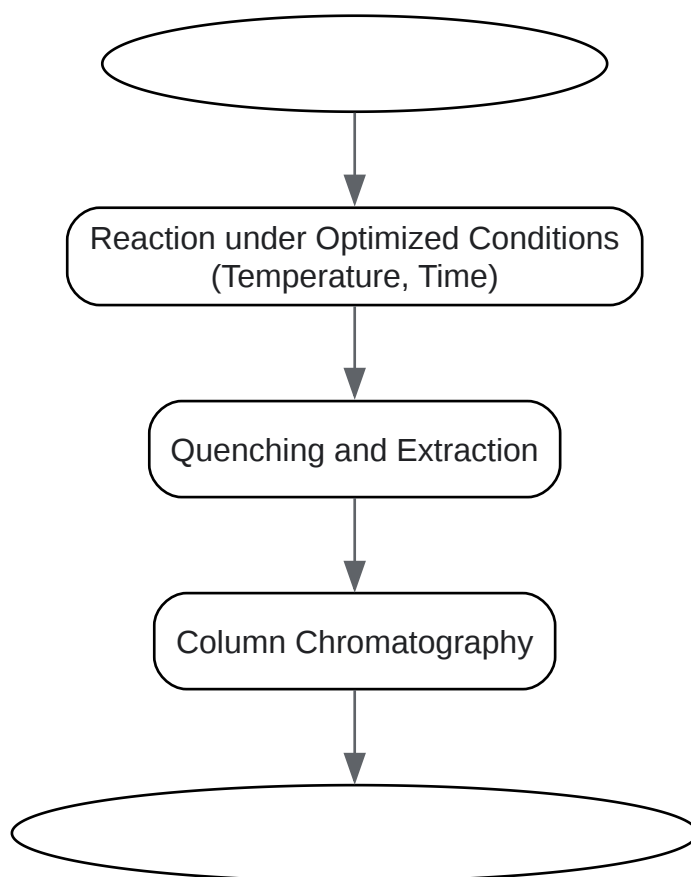 Reaction under Optimized Conditions
(Temperature, Time)
Quenching and Extraction
Column Chromatography